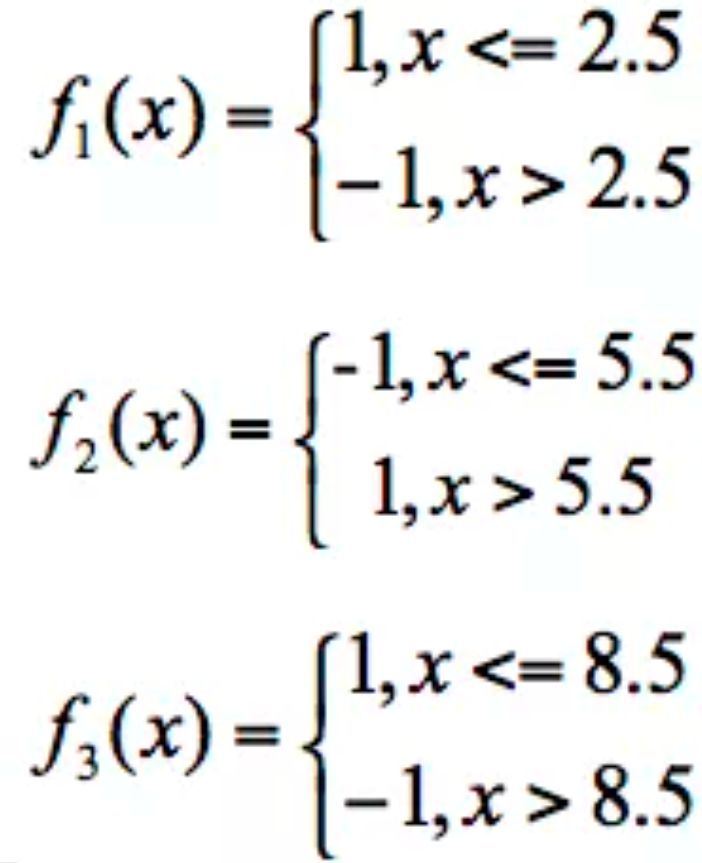 f₁(x) = { 1, x <= 2.5
− 1, x > 2.5
f₂(x) = { -1, x <= 5.5
1, x > 5.5
f₃(x) = { 1, x <= 8.5
− 1, x > 8.5